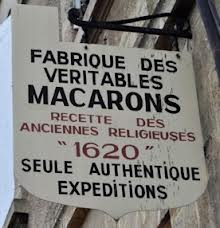 FABRIQUE DES
VERITABLES
MACARONS
RECETTE DES
ANCIENNES RELIGIEUSES
"1620"
SEULE AUTHENTIQUE
EXPEDITIONS